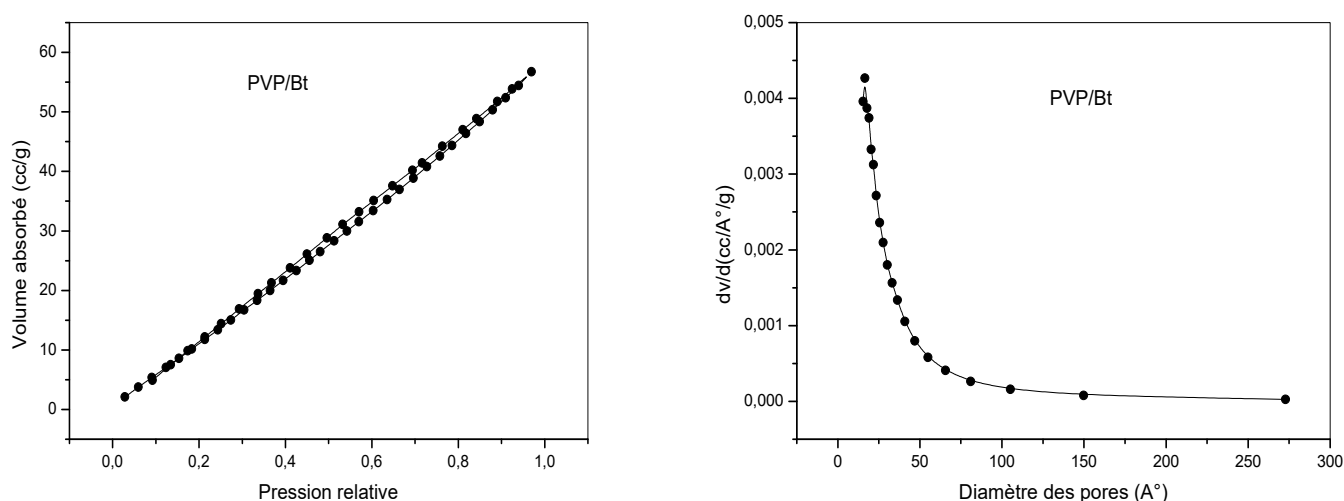 PVP/Bt
Volume absorbé (cc/g)
60
50
40
30
20
10
0
0,0 0,2 0,4 0,6 0,8 1,0
Pression relative
PVP/Bt
dv/d(cc/A°/g)
0,005
0,004
0,003
0,002
0,001
0,000
0 50 100 150 200 250 300
Diamètre des pores (A°)